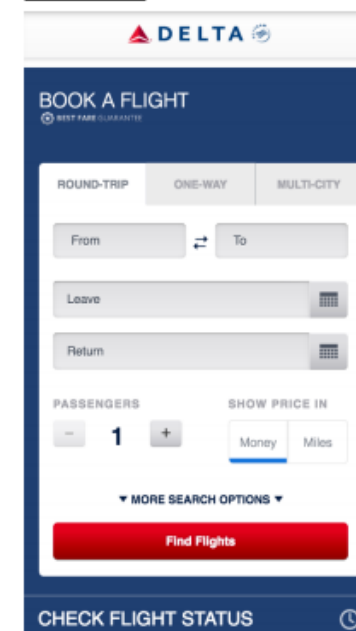 DELTA
BOOK A FLIGHT
BEST FARE GUARANTEE
ROUND-TRIP ONE-WAY MULTI-CITY
From To
Leave
Return
PASSENGERS SHOW PRICE IN
− 1 + Money Miles
▼ MORE SEARCH OPTIONS ▼
Find Flights
CHECK FLIGHT STATUS